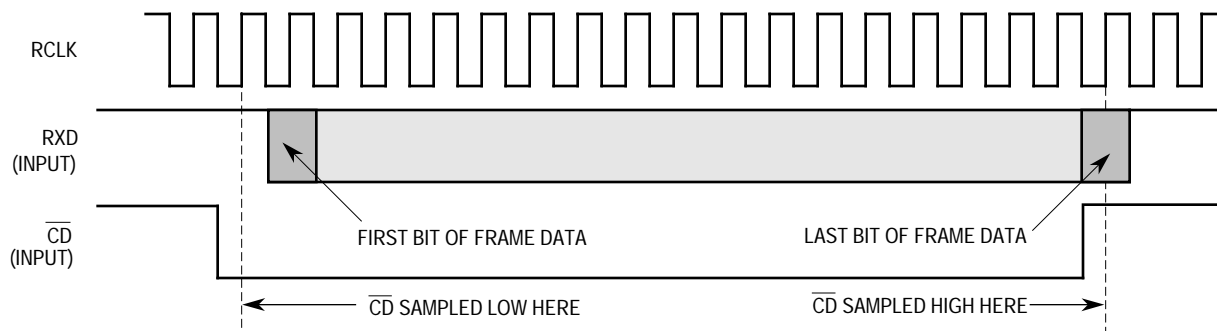 RCLK
RXD
(INPUT)
CD
(INPUT)
FIRST BIT OF FRAME DATA
LAST BIT OF FRAME DATA
CD SAMPLED LOW HERE
CD SAMPLED HIGH HERE